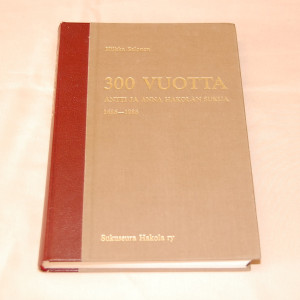 300 VUOTTA
ANTTI JA ANNA HAKOLAN SUKUA
Sukuseura Hakola ry